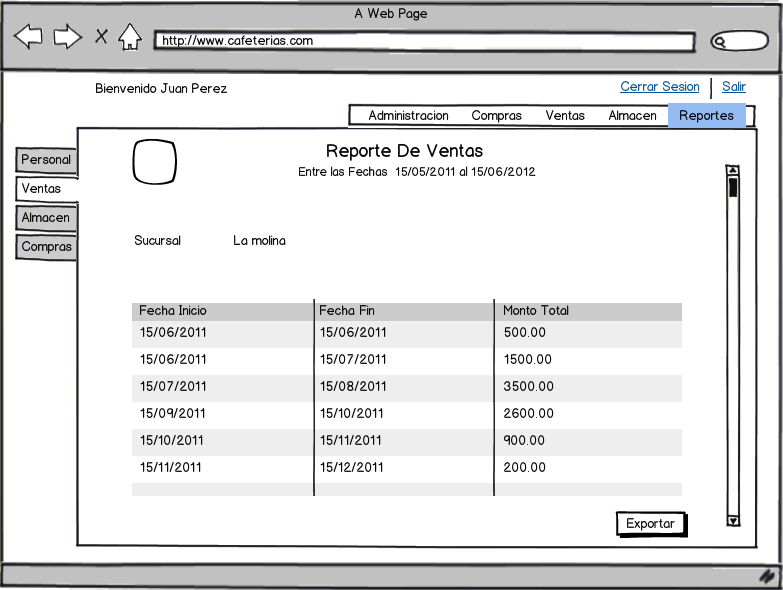 A Web Page
http://www.cafeterias.com
Bienvenido Juan Perez
Cerrar Sesion Salir
Administracion Compras Ventas Almacen Reportes
Personal
Ventas
Almacen
Compras
Reporte De Ventas
Entre las Fechas 15/05/2011 al 15/06/2012
Sucursal La molina
Fecha Inicio Fecha Fin Monto Total
15/06/2011 15/06/2011 500.00
15/06/2011 15/07/2011 1500.00
15/07/2011 15/08/2011 3500.00
15/09/2011 15/10/2011 2600.00
15/10/2011 15/11/2011 900.00
15/11/2011 15/12/2011 200.00
Exportar